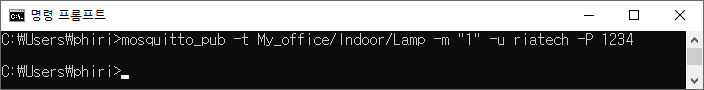 명령 프롬프트
C:\Users\phiri>mosquitto_pub -t My_office/Indoor/Lamp -m "1" -u riatech -P 1234
C:\Users\phiri>